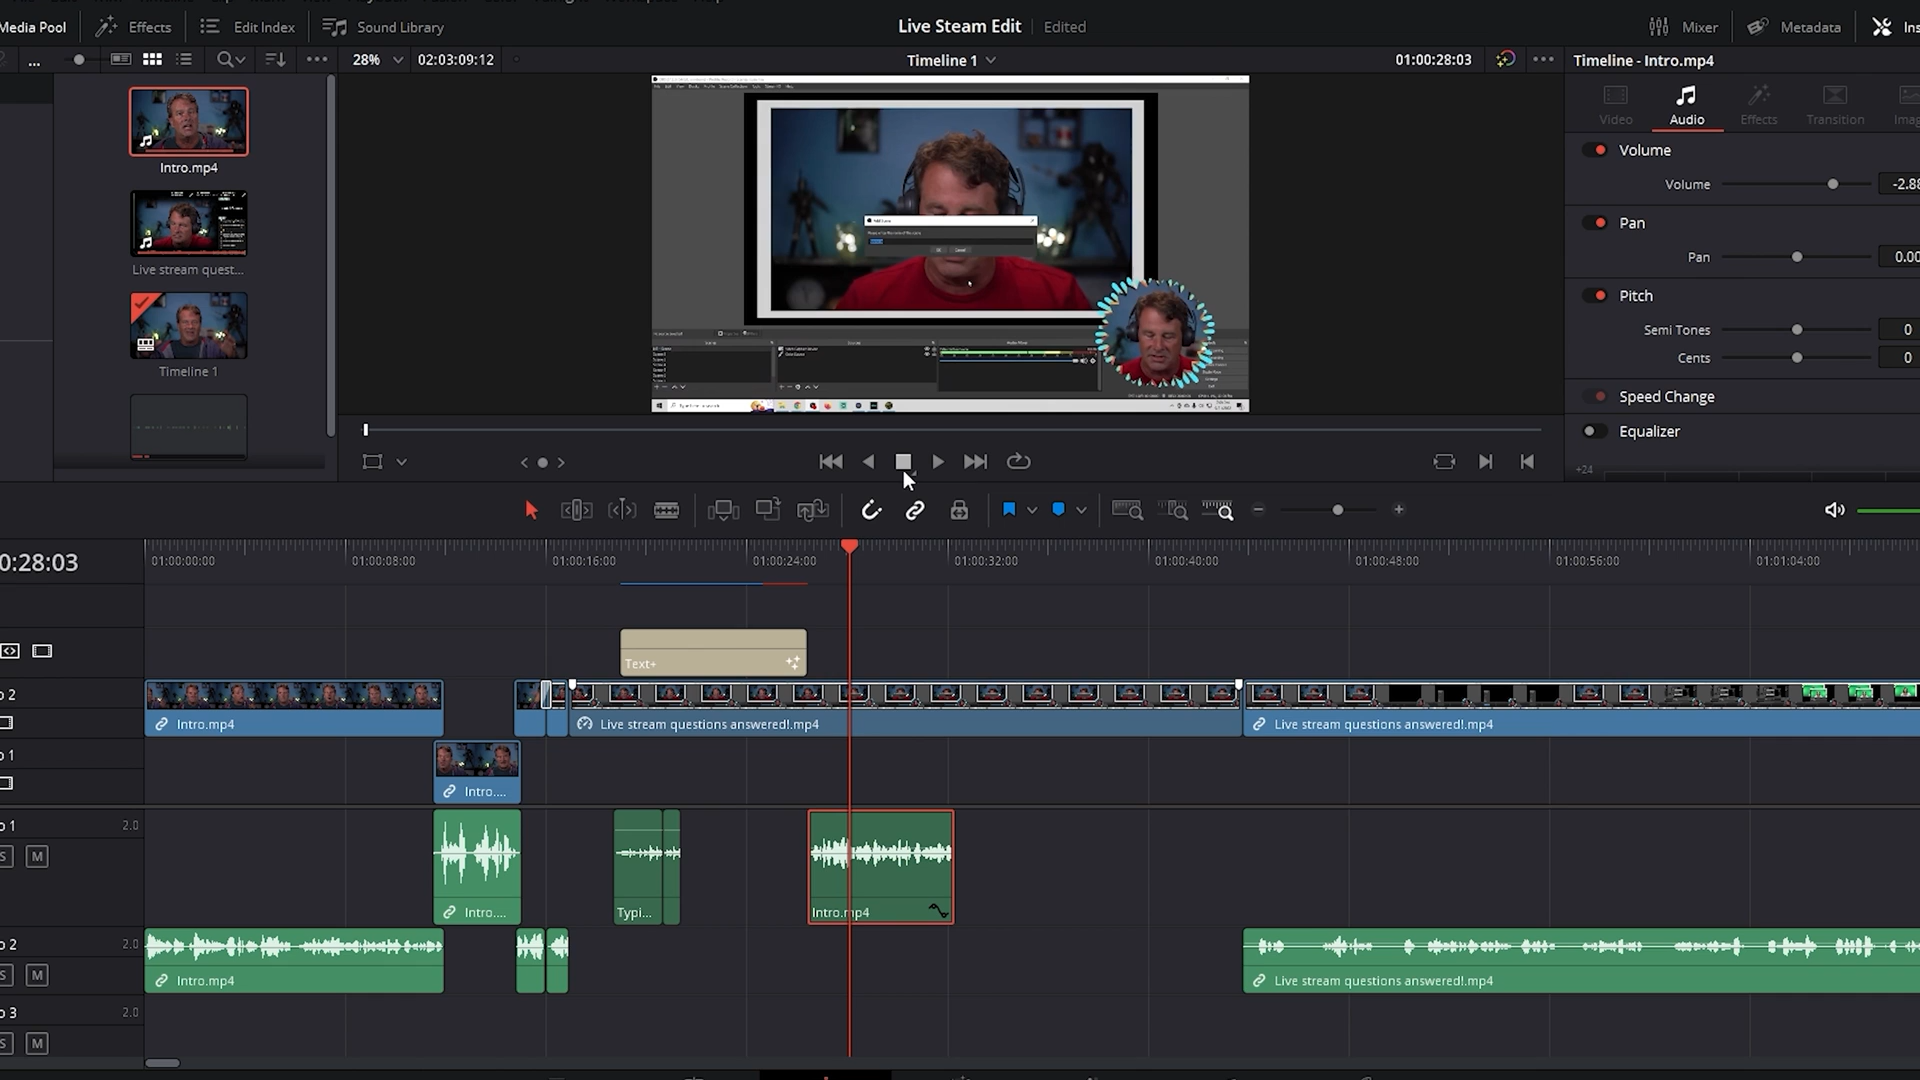 Media Pool
Effects
Edit Index
Sound Library
Live Steam Edit
Edited
Mixer
Metadata
Ins
...
28%
02:03:09:12
Timeline 1
01:00:28:03
Timeline - Intro.mp4
Intro.mp4
Live stream quest...
Timeline 1
Video
Audio
Effects
Transition
Imag
Volume
Volume
-2.88
Pan
Pan
0.00
Pitch
Semi Tones
0
Cents
0
Speed Change
Equalizer
+24
0:28:03
01:00:00:00
01:00:08:00
01:00:16:00
01:00:24:00
01:00:32:00
01:00:40:00
01:00:48:00
01:00:56:00
01:01:04:00
Text+
o 2
Intro.mp4
Live stream questions answered!.mp4
Live stream questions answered!.mp4
o 1
Intro....
o 1
2.0
S
M
Intro....
Typi...
Intro.mp4
o 2
2.0
S
M
Intro.mp4
Live stream questions answered!.mp4
o 3
2.0
S
M